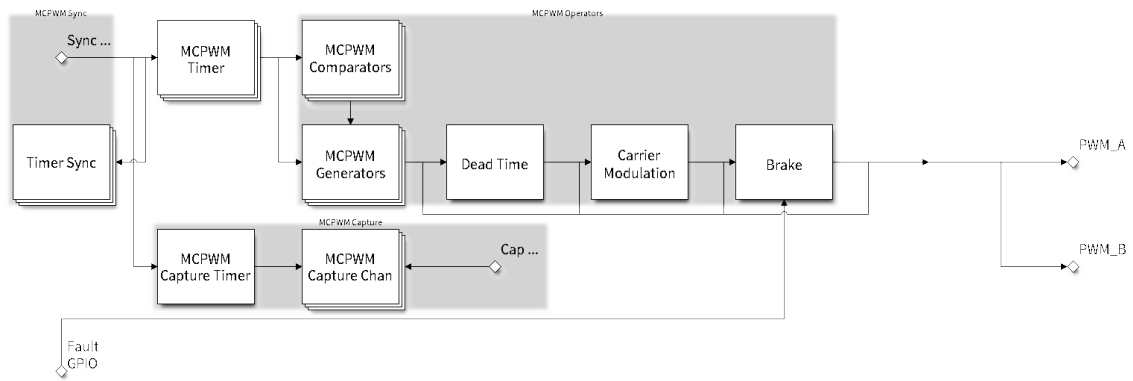 MCPWM Sync
MCPWM Operators
Sync ...
MCPWM
Timer
MCPWM
Comparators
Timer Sync
MCPWM
Generators
Dead Time
Carrier
Modulation
Brake
PWM_A
MCPWM Capture
MCPWM
Capture Timer
MCPWM
Capture Chan
Cap ...
PWM_B
Fault
GPIO